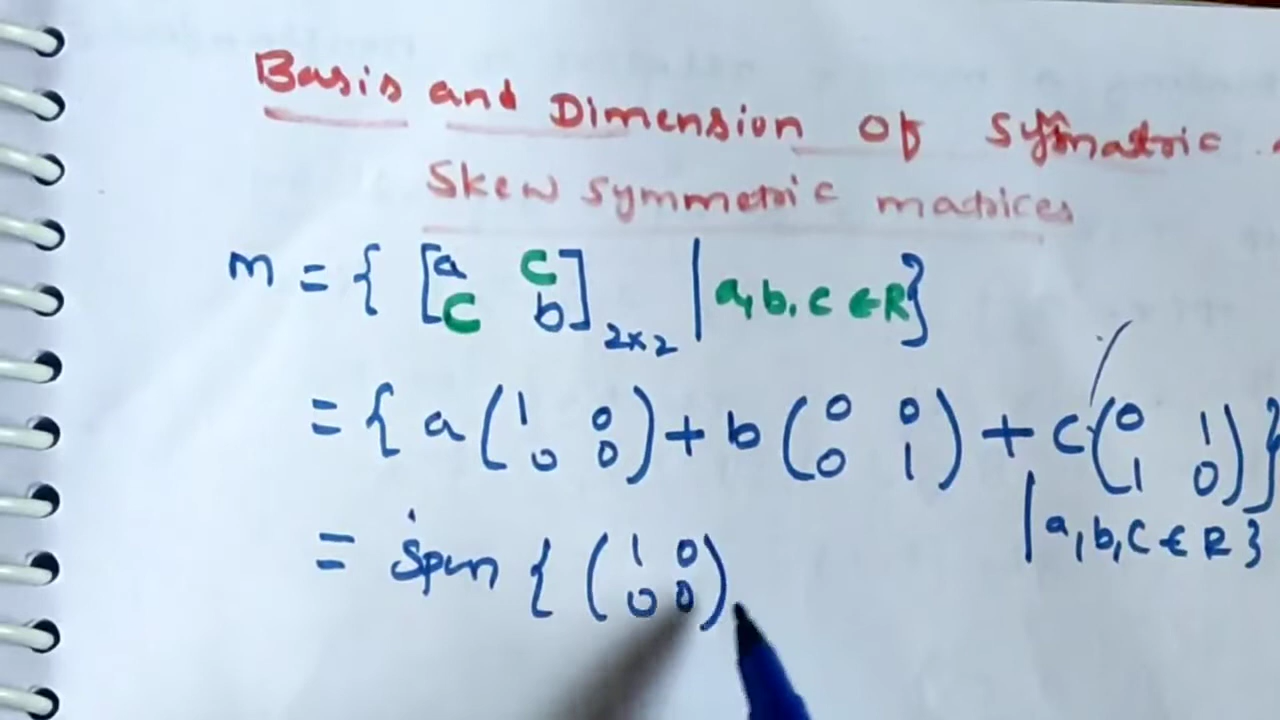 Basis and Dimension of Symmatric
Skew symmetric matrices
m = { [a c
c b]2x2 | a, b, c ∈ R}
= { a (1 0
0 0) + b (0 0
0 1) + c (0 1
1 0) }
| a, b, c ∈ R }
= Span { (1 0
0 0)